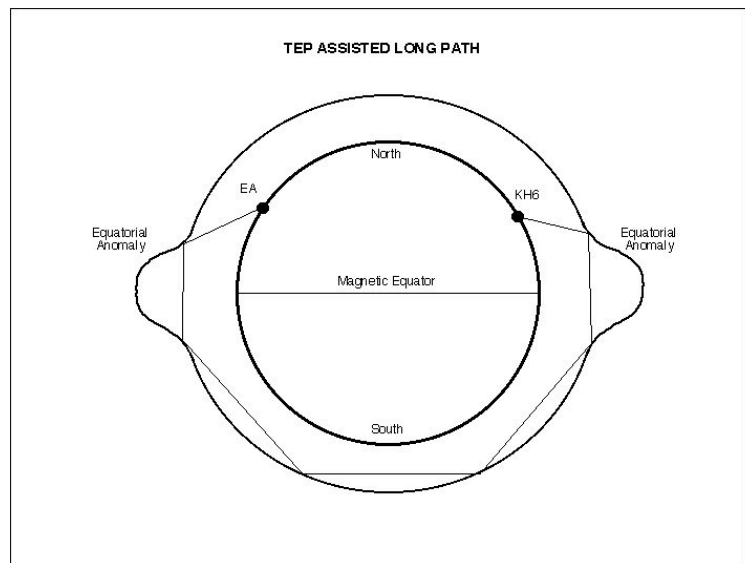 TEP ASSISTED LONG PATH
North
EA
KH6
Equatorial
Anomaly
Equatorial
Anomaly
Magnetic Equator
South